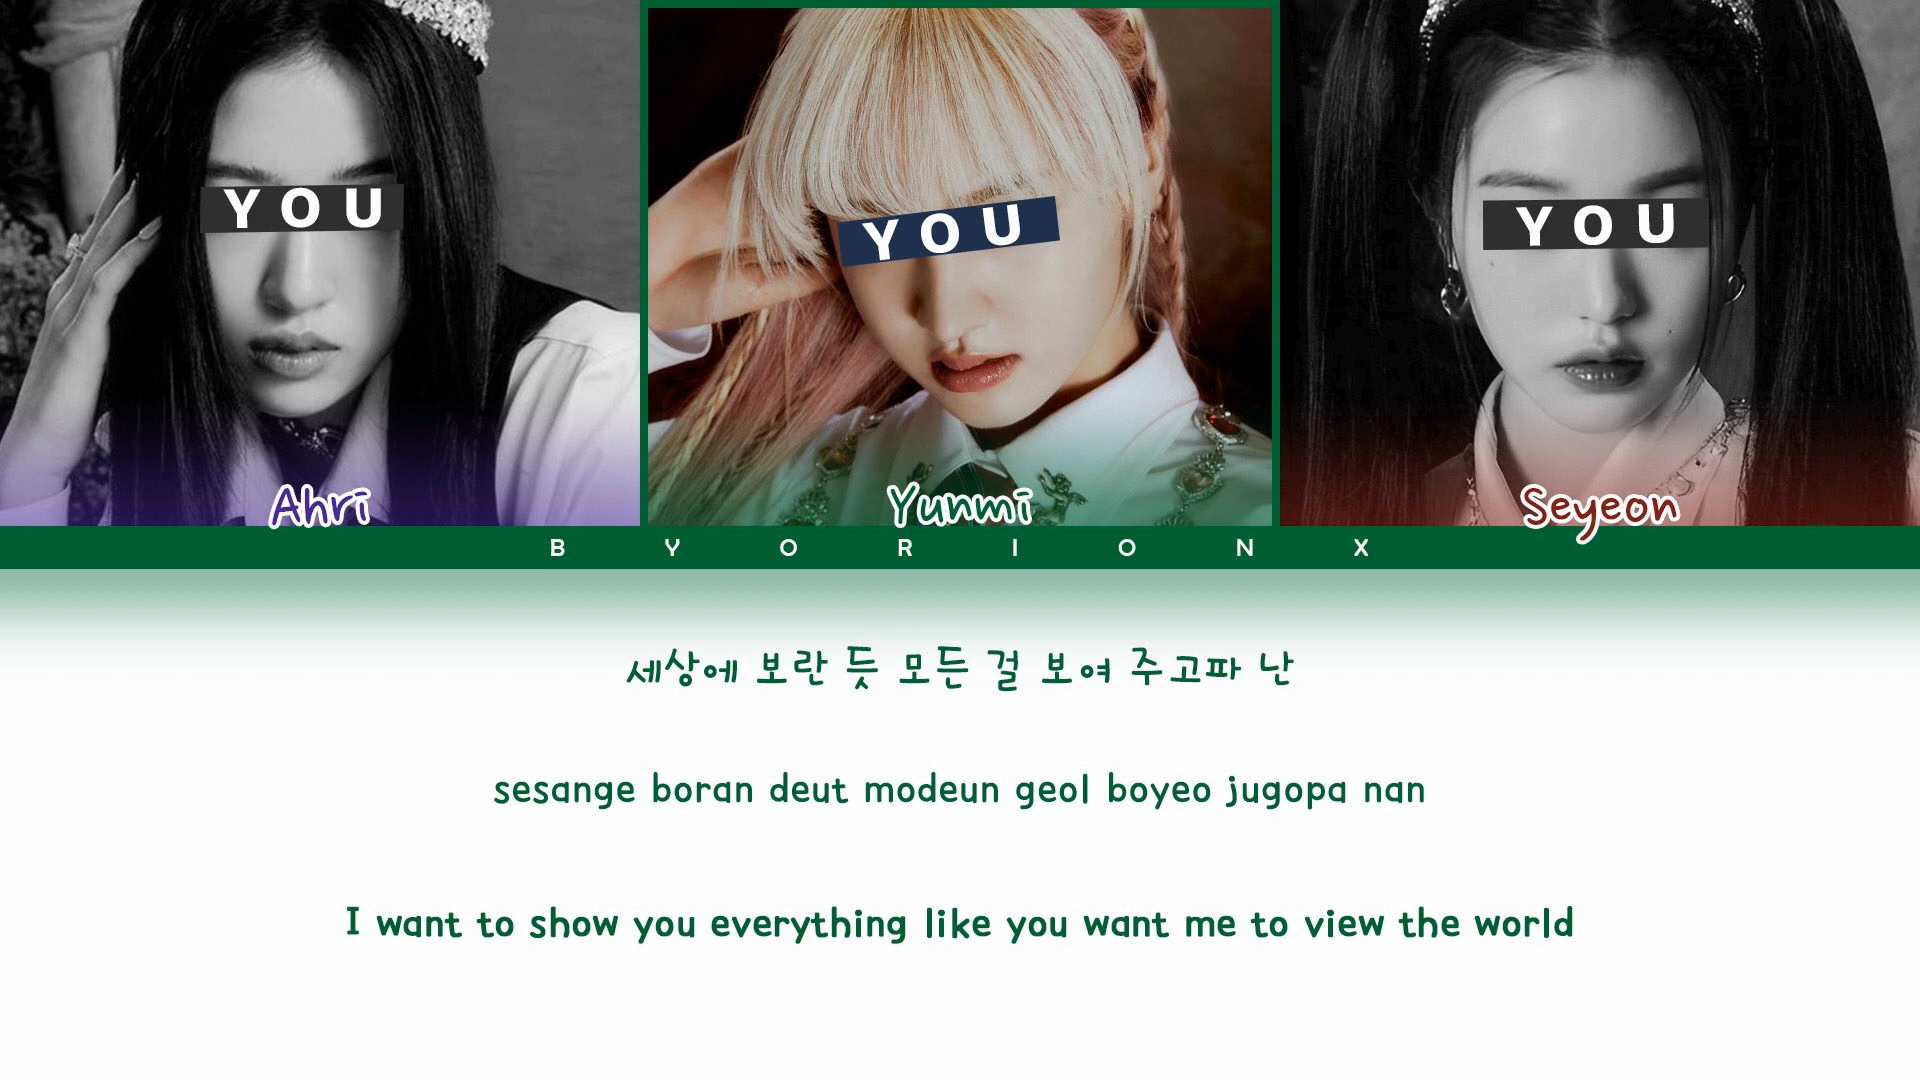 YOU
YOU
YOU
Ahri
Yunmi
Seyeon
BYORIONX
세상에 보란 듯 모든 걸 보여 주고파 난
sesange boran deut modeun geol boyeo jugopa nan
I want to show you everything like you want me to view the world